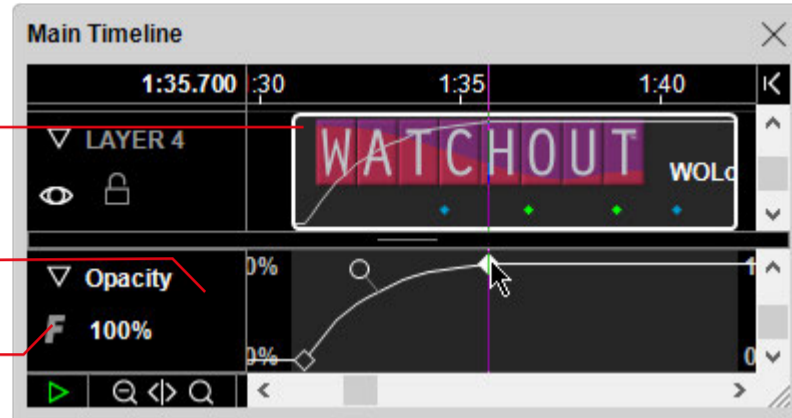 Main Timeline
1:35.700 :30 1:35 1:40
LAYER 4
WATCHOUT
WOLo
Opacity 0% 1
F 100%
0% 0